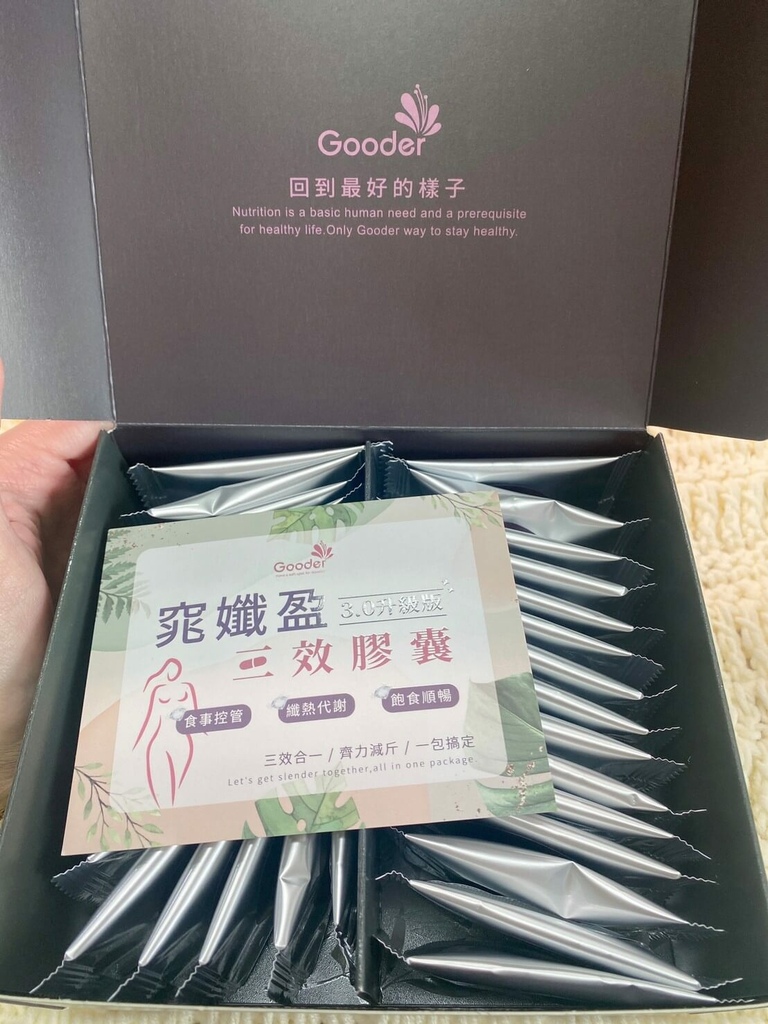 Gooder
回到最好的樣子
Nutrition is a basic human need and a prerequisite
for healthy life.Only Gooder way to stay healthy.
Gooder
窕孅盈 3.0升級版
三效膠囊
食事控管 孅熱代謝 飽食順暢
三效合一 / 齊力減斤 / 一包搞定
Let's get slender together,all in one package.